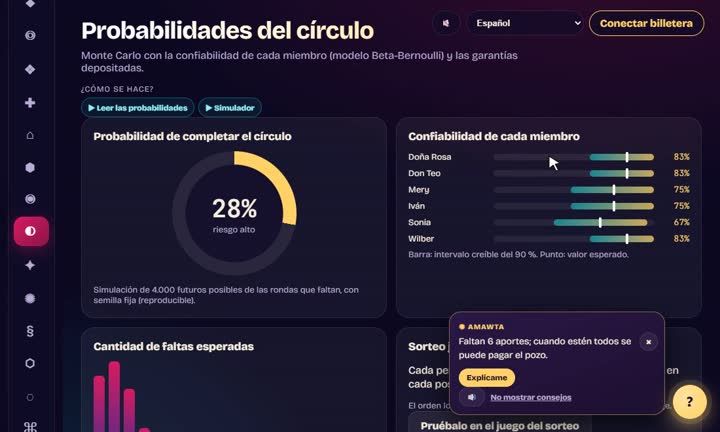 Probabilidades del círculo
Español
Conectar billetera
Monte Carlo con la confiabilidad de cada miembro (modelo Beta-Bernoulli) y las garantías
depositadas.
¿CÓMO SE HACE?
▶ Leer las probabilidades
▶ Simulador
Probabilidad de completar el círculo
28%
riesgo alto
Simulación de 4.000 futuros posibles de las rondas que faltan, con
semilla fija (reproducible).
Confiabilidad de cada miembro
Doña Rosa 83%
Don Teo 83%
Mery 75%
Iván 75%
Sonia 67%
Wilber 83%
Barra: intervalo creíble del 90 %. Punto: valor esperado.
Cantidad de faltas esperadas
Sorteo
Cada pe
en
cada pos
El orden lo
Pruébalo en el juego del sorteo
AMAWTA
Faltan 6 aportes; cuando estén todos se
puede pagar el pozo.
Explícame
No mostrar consejos
?